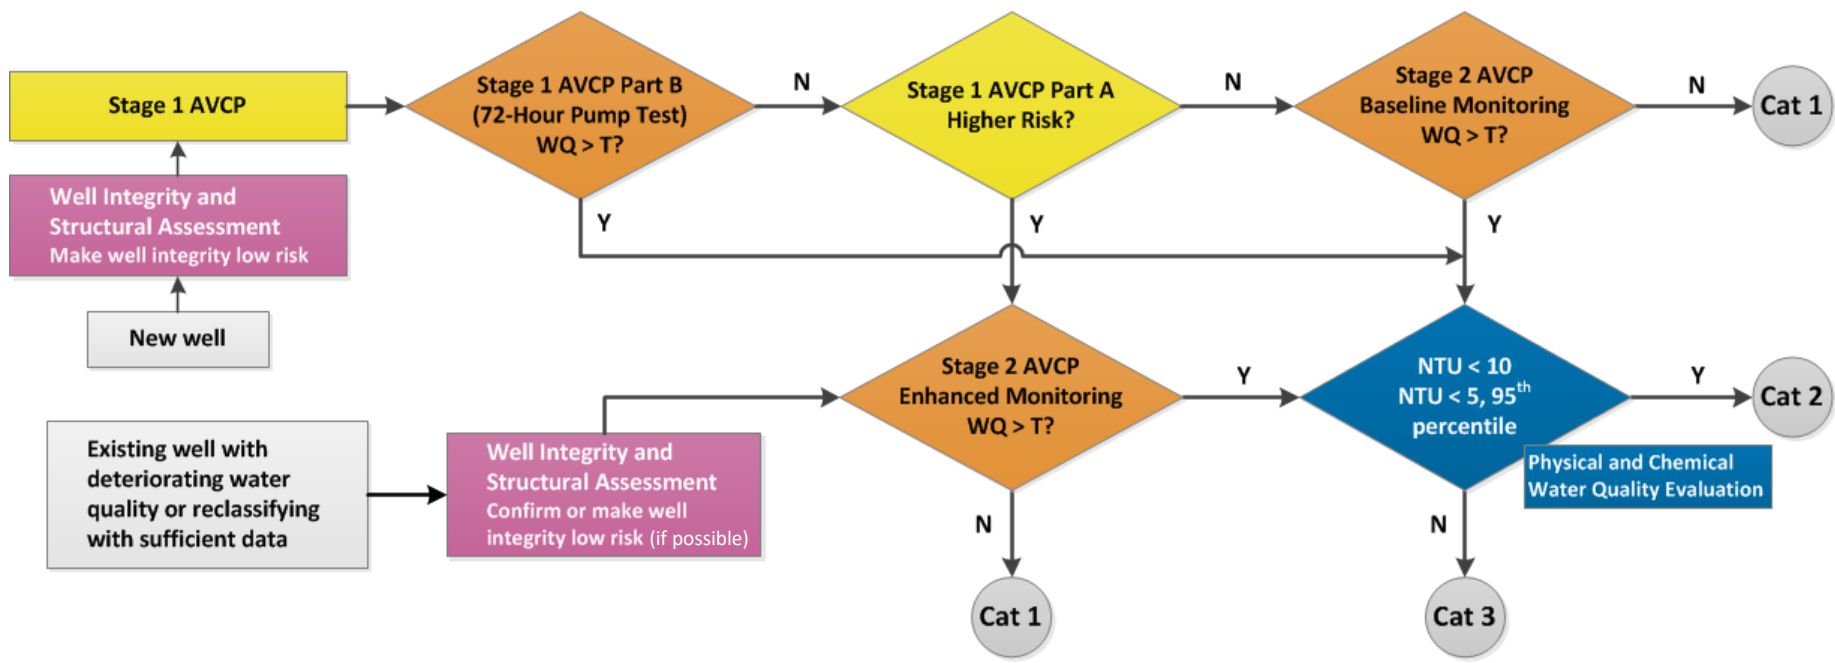 Stage 1 AVCP
Stage 1 AVCP Part B
(72-Hour Pump Test)
WQ > T?
N
Stage 1 AVCP Part A
Higher Risk?
N
Stage 2 AVCP
Baseline Monitoring
WQ > T?
N
Cat 1
Well Integrity and
Structural Assessment
Make well integrity low risk
Y
Y
Y
New well
Existing well with
deteriorating water
quality or reclassifying
with sufficient data
Well Integrity and
Structural Assessment
Confirm or make well
integrity low risk (if possible)
Stage 2 AVCP
Enhanced Monitoring
WQ > T?
Y
NTU < 10
NTU < 5, 95th
percentile
Physical and Chemical
Water Quality Evaluation
Y
Cat 2
N
Cat 1
N
Cat 3